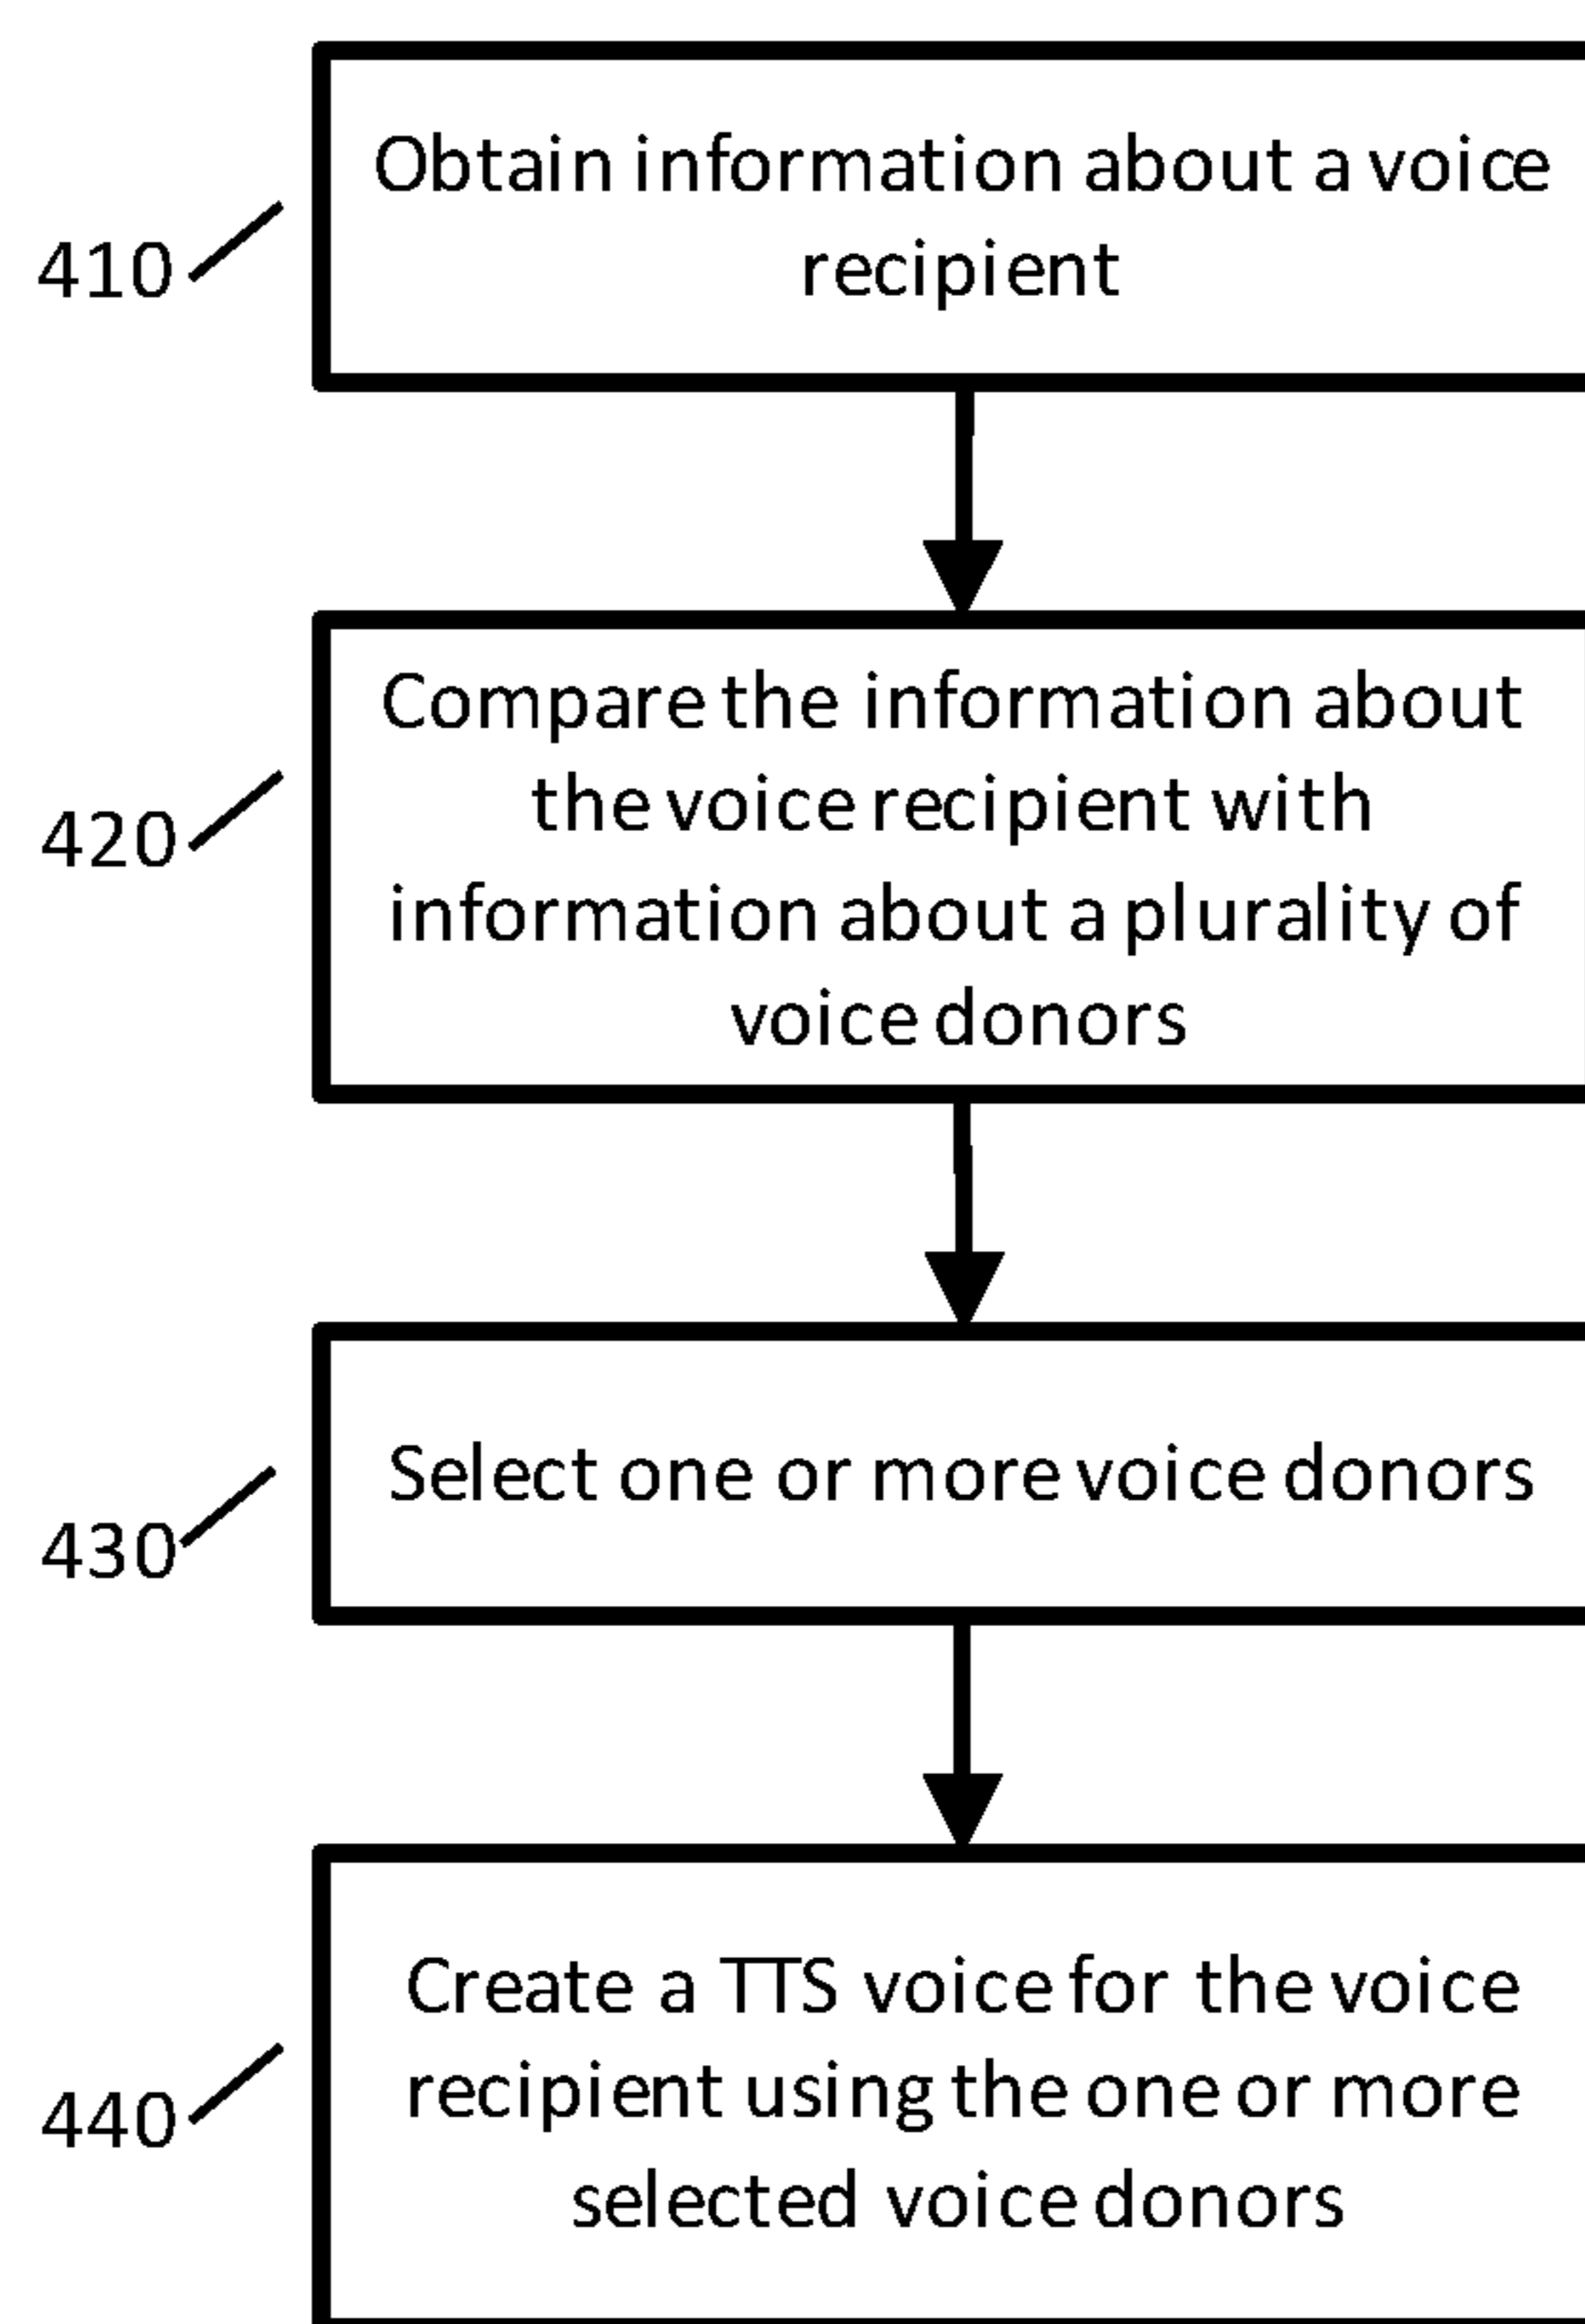 Obtain information about a voice
recipient
410
Compare the information about
the voice recipient with
information about a plurality of
voice donors
420
Select one or more voice donors
430
Create a TTS voice for the voice
recipient using the one or more
selected voice donors
440